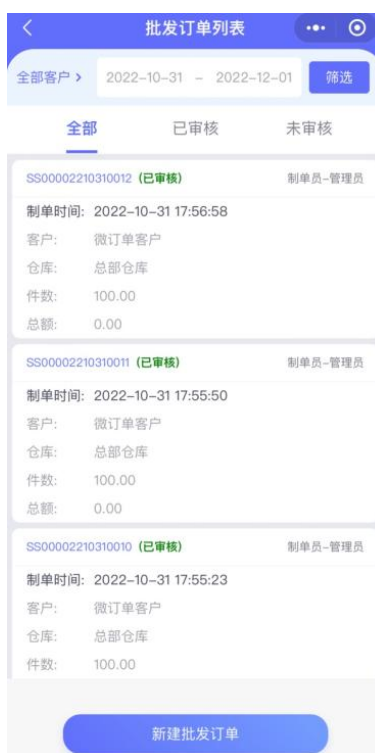 批发订单列表
全部客户 > 2022-10-31 - 2022-12-01 筛选
全部 已审核 未审核
SS00002210310012 (已审核) 制单员-管理员
制单时间: 2022-10-31 17:56:58
客户: 微订单客户
仓库: 总部仓库
件数: 100.00
总额: 0.00
SS00002210310011 (已审核) 制单员-管理员
制单时间: 2022-10-31 17:55:50
客户: 微订单客户
仓库: 总部仓库
件数: 100.00
总额: 0.00
SS00002210310010 (已审核) 制单员-管理员
制单时间: 2022-10-31 17:55:23
客户: 微订单客户
仓库: 总部仓库
件数: 100.00
新建批发订单